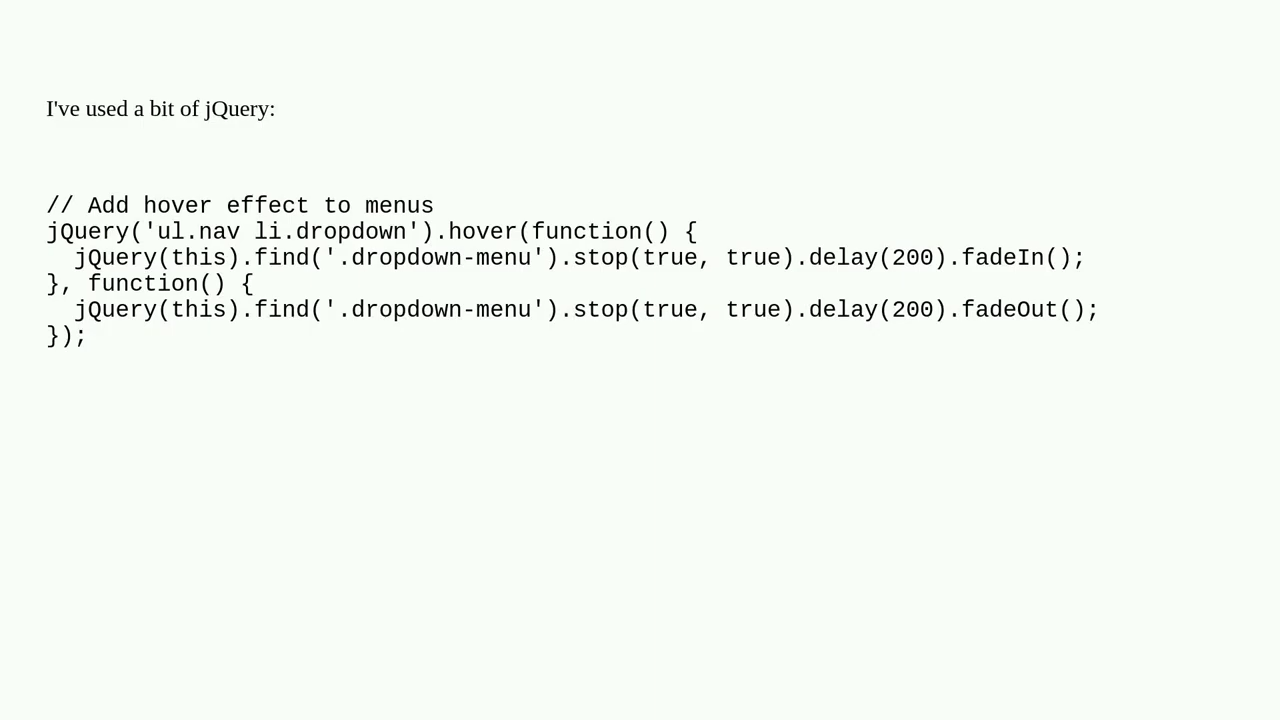 I've used a bit of jQuery:
// Add hover effect to menus
jQuery('ul.nav li.dropdown').hover(function() {
  jQuery(this).find('.dropdown-menu').stop(true, true).delay(200).fadeIn();
}, function() {
  jQuery(this).find('.dropdown-menu').stop(true, true).delay(200).fadeOut();
});